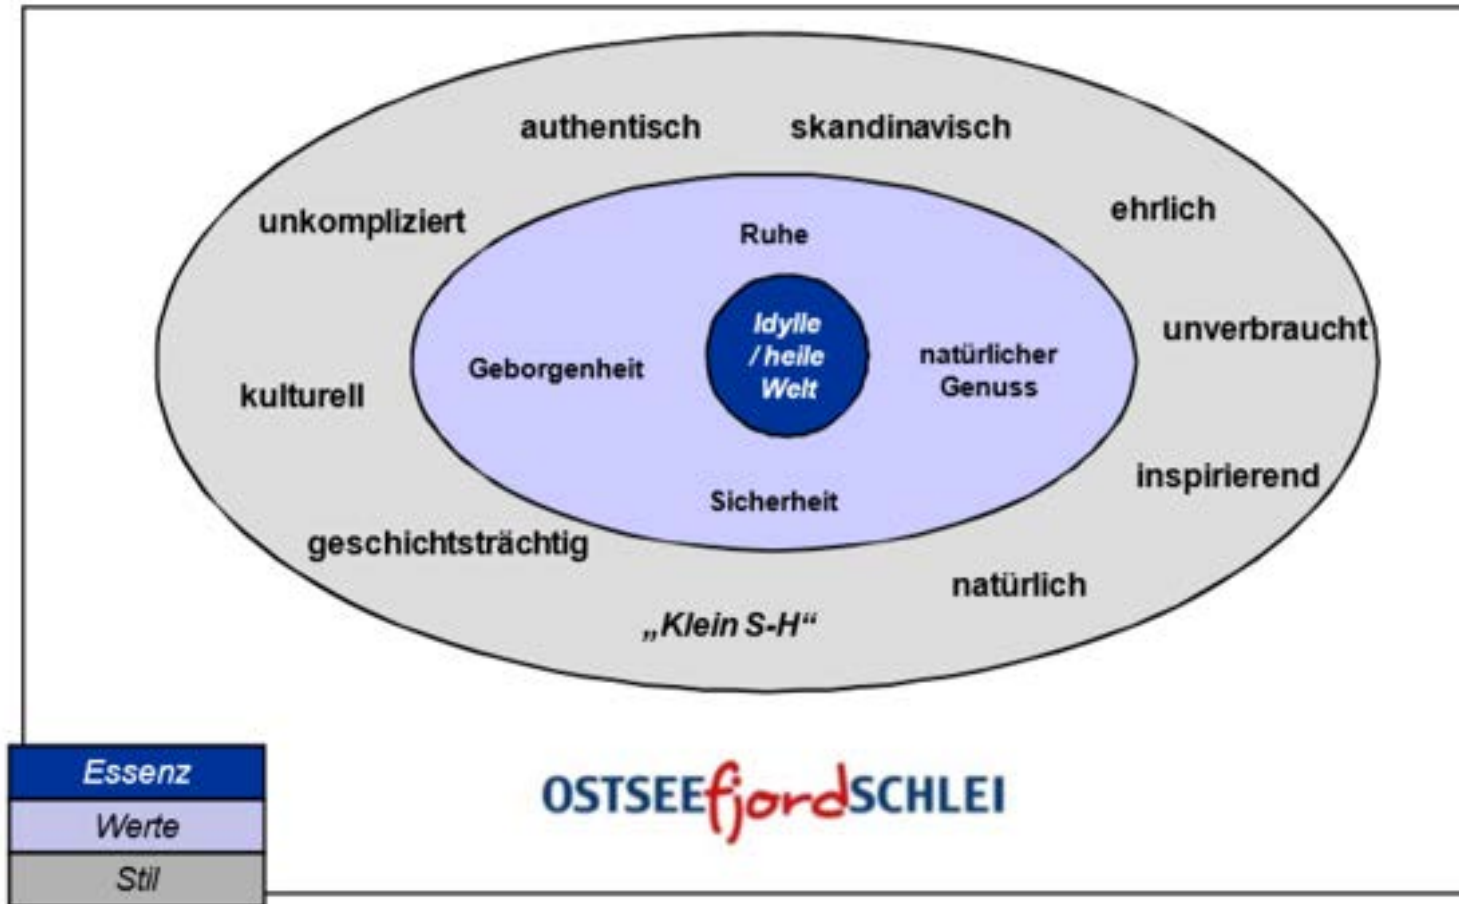 authentisch
skandinavisch
unkompliziert
ehrlich
Ruhe
Idylle
/ heile
Welt
unverbraucht
Geborgenheit
natürlicher
Genuss
kulturell
inspirierend
Sicherheit
geschichtsträchtig
natürlich
„Klein S-H“
Essenz
Werte
Stil
OSTSEEfjordSCHLEI